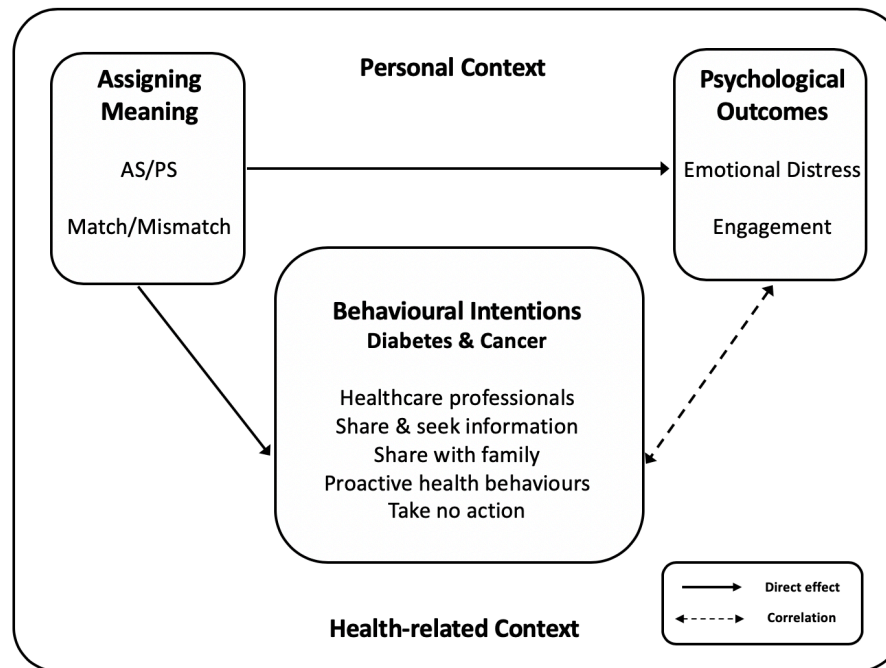 Personal Context
Assigning
Meaning
AS/PS
Match/Mismatch
Psychological
Outcomes
Emotional Distress
Engagement
Behavioural Intentions
Diabetes & Cancer
Healthcare professionals
Share & seek information
Share with family
Proactive health behaviours
Take no action
Direct effect
Correlation
Health-related Context